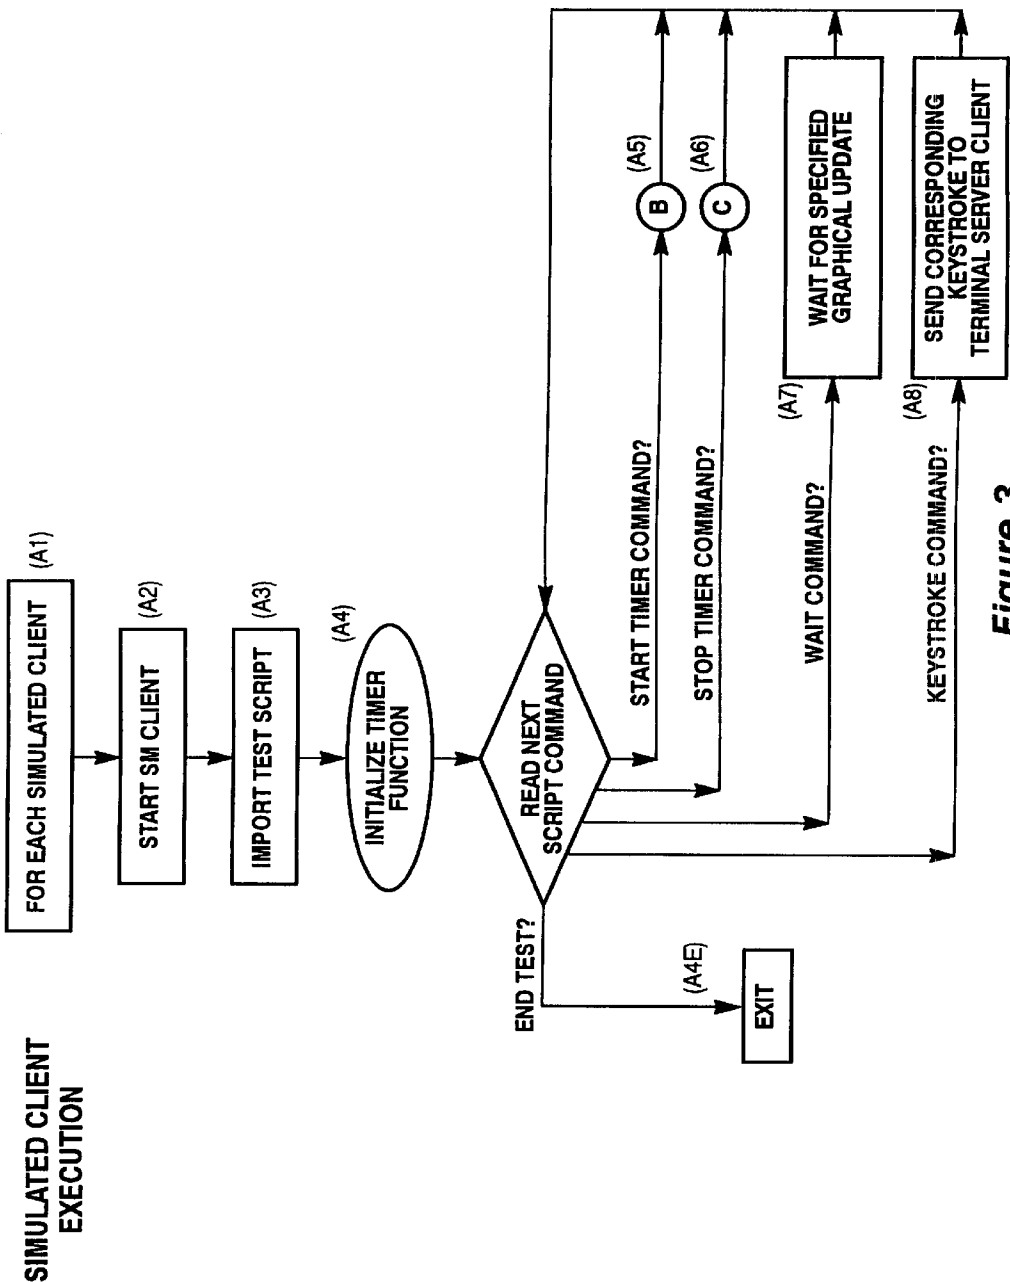 SIMULATED CLIENT
EXECUTION
FOR EACH SIMULATED CLIENT
(A1)
START SM CLIENT
(A2)
IMPORT TEST SCRIPT
(A3)
INITIALIZE TIMER
FUNCTION
(A4)
READ NEXT
SCRIPT COMMAND
END TEST?
(A4E)
EXIT
START TIMER COMMAND?
B
(A5)
STOP TIMER COMMAND?
C
(A6)
WAIT COMMAND?
(A7)
WAIT FOR SPECIFIED
GRAPHICAL UPDATE
KEYSTROKE COMMAND?
(A8)
SEND CORRESPONDING
KEYSTROKE TO
TERMINAL SERVER CLIENT
Figure 3